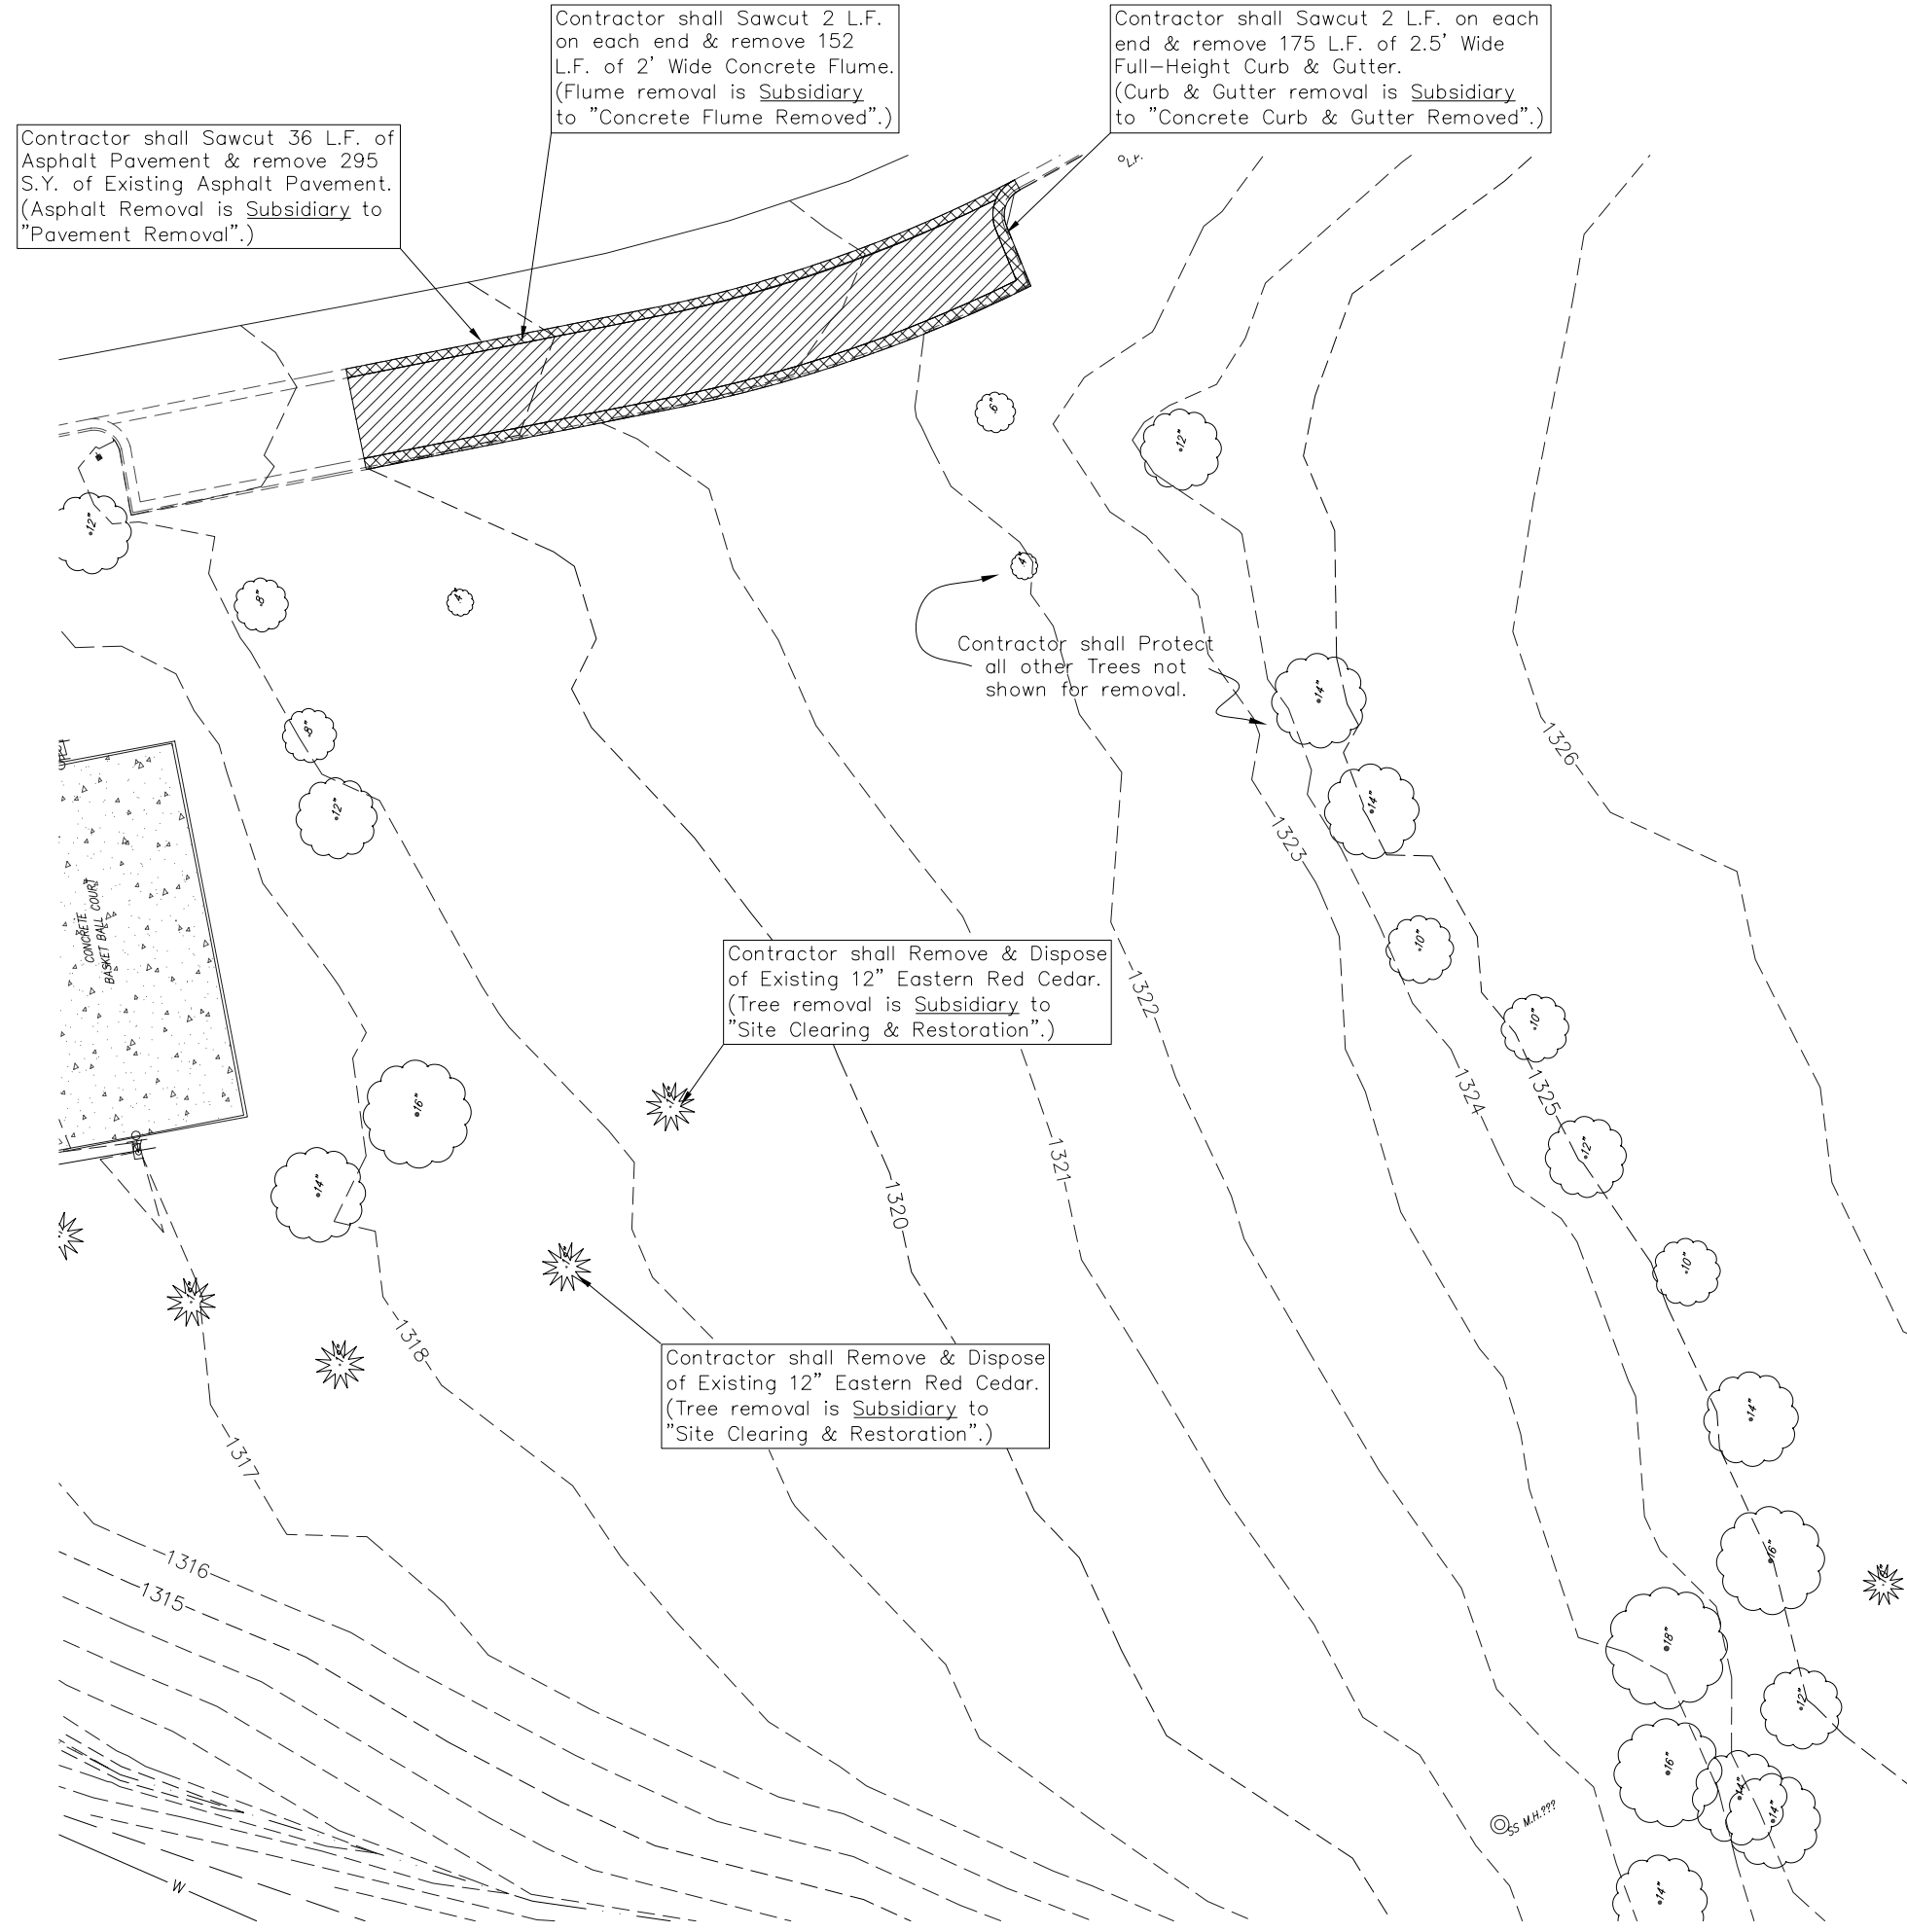 Contractor shall Sawcut 2 L.F.
on each end & remove 152
L.F. of 2' Wide Concrete Flume.
(Flume removal is Subsidiary
to "Concrete Flume Removed".)
Contractor shall Sawcut 2 L.F. on each
end & remove 175 L.F. of 2.5' Wide
Full-Height Curb & Gutter.
(Curb & Gutter removal is Subsidiary
to "Concrete Curb & Gutter Removed".)
Contractor shall Sawcut 36 L.F. of
Asphalt Pavement & remove 295
S.Y. of Existing Asphalt Pavement.
(Asphalt Removal is Subsidiary to
"Pavement Removal".)
L.P.
6"
12"
12"
4"
8"
4"
Contractor shall Protect
all other Trees not
shown for removal.
14"
8"
1326
12"
14"
1323
CONCRETE
BASKET BALL COURT
10"
Contractor shall Remove & Dispose
of Existing 12" Eastern Red Cedar.
(Tree removal is Subsidiary to
"Site Clearing & Restoration".)
1322
10"
1324
1325
16"
12"
1321
14"
1320
10"
1318
Contractor shall Remove & Dispose
of Existing 12" Eastern Red Cedar.
(Tree removal is Subsidiary to
"Site Clearing & Restoration".)
14"
1317
1316
1315
16"
18"
12"
16"
14"
14"
SS M.H.???
14"
W